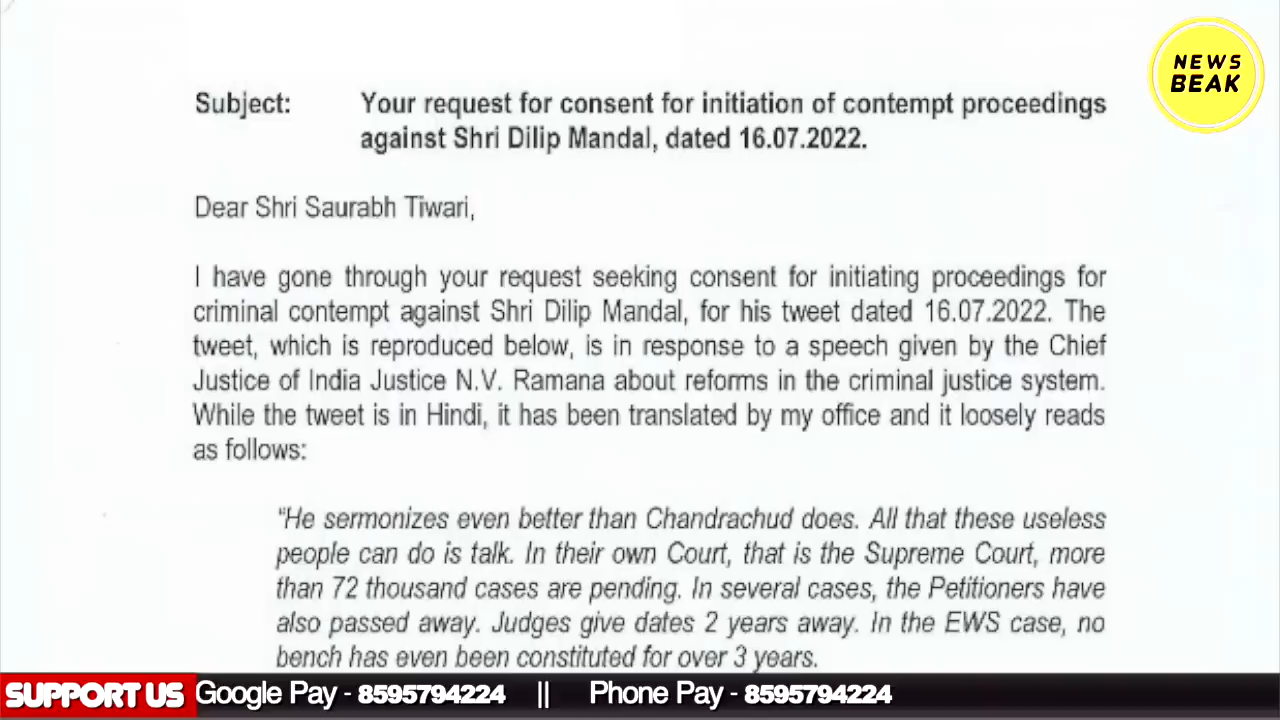 NEWS
BEAK
Subject: Your request for consent for initiation of contempt proceedings
against Shri Dilip Mandal, dated 16.07.2022.
Dear Shri Saurabh Tiwari,
I have gone through your request seeking consent for initiating proceedings for
criminal contempt against Shri Dilip Mandal, for his tweet dated 16.07.2022. The
tweet, which is reproduced below, is in response to a speech given by the Chief
Justice of India Justice N.V. Ramana about reforms in the criminal justice system.
While the tweet is in Hindi, it has been translated by my office and it loosely reads
as follows:
“He sermonizes even better than Chandrachud does. All that these useless
people can do is talk. In their own Court, that is the Supreme Court, more
than 72 thousand cases are pending. In several cases, the Petitioners have
also passed away. Judges give dates 2 years away. In the EWS case, no
bench has even been constituted for over 3 years.
SUPPORT US Google Pay - 8595794224 || Phone Pay - 8595794224